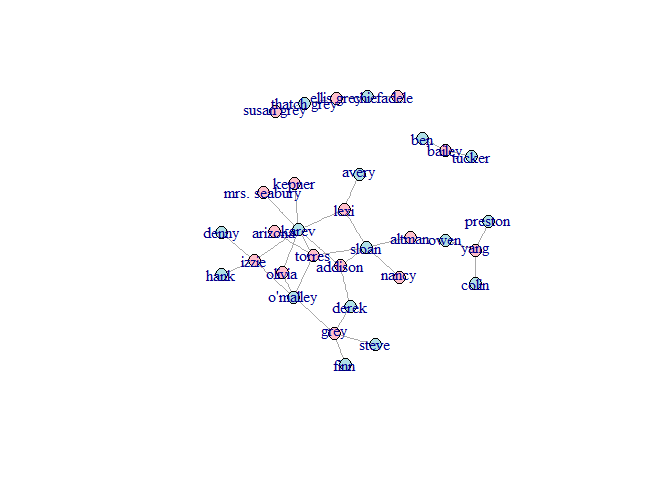 adele
chief
ellis grey
thatch grey
susan grey
ben
bailey
tucker
avery
kepner
mrs. seabury
lexi
preston
denny
arizona
karev
altman
owen
sloan
yang
torres
izzie
addison
hank
olivia
nancy
colin
o'malley
derek
grey
steve
finn